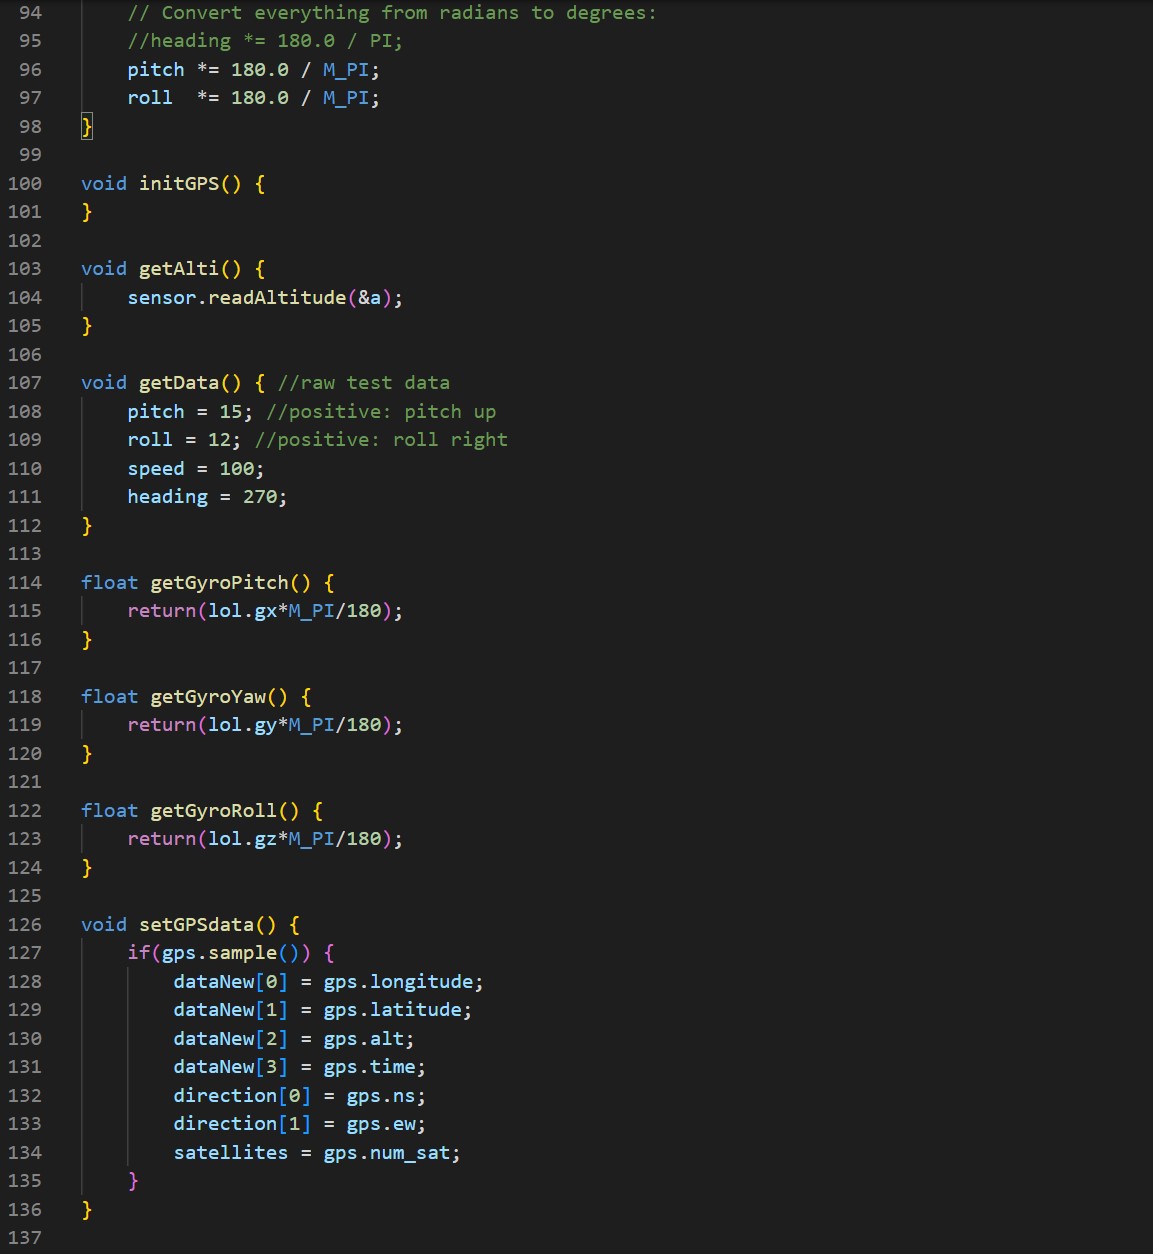 94 // Convert everything from radians to degrees:
95 //heading *= 180.0 / PI;
96 pitch *= 180.0 / M_PI;
97 roll  *= 180.0 / M_PI;
98 }
99
100 void initGPS() {
101 }
102
103 void getAlti() {
104     sensor.readAltitude(&a);
105 }
106
107 void getData() { //raw test data
108     pitch = 15; //positive: pitch up
109     roll = 12; //positive: roll right
110     speed = 100;
111     heading = 270;
112 }
113
114 float getGyroPitch() {
115     return(lol.gx*M_PI/180);
116 }
117
118 float getGyroYaw() {
119     return(lol.gy*M_PI/180);
120 }
121
122 float getGyroRoll() {
123     return(lol.gz*M_PI/180);
124 }
125
126 void setGPSdata() {
127     if(gps.sample()) {
128         dataNew[0] = gps.longitude;
129         dataNew[1] = gps.latitude;
130         dataNew[2] = gps.alt;
131         dataNew[3] = gps.time;
132         direction[0] = gps.ns;
133         direction[1] = gps.ew;
134         satellites = gps.num_sat;
135     }
136 }
137